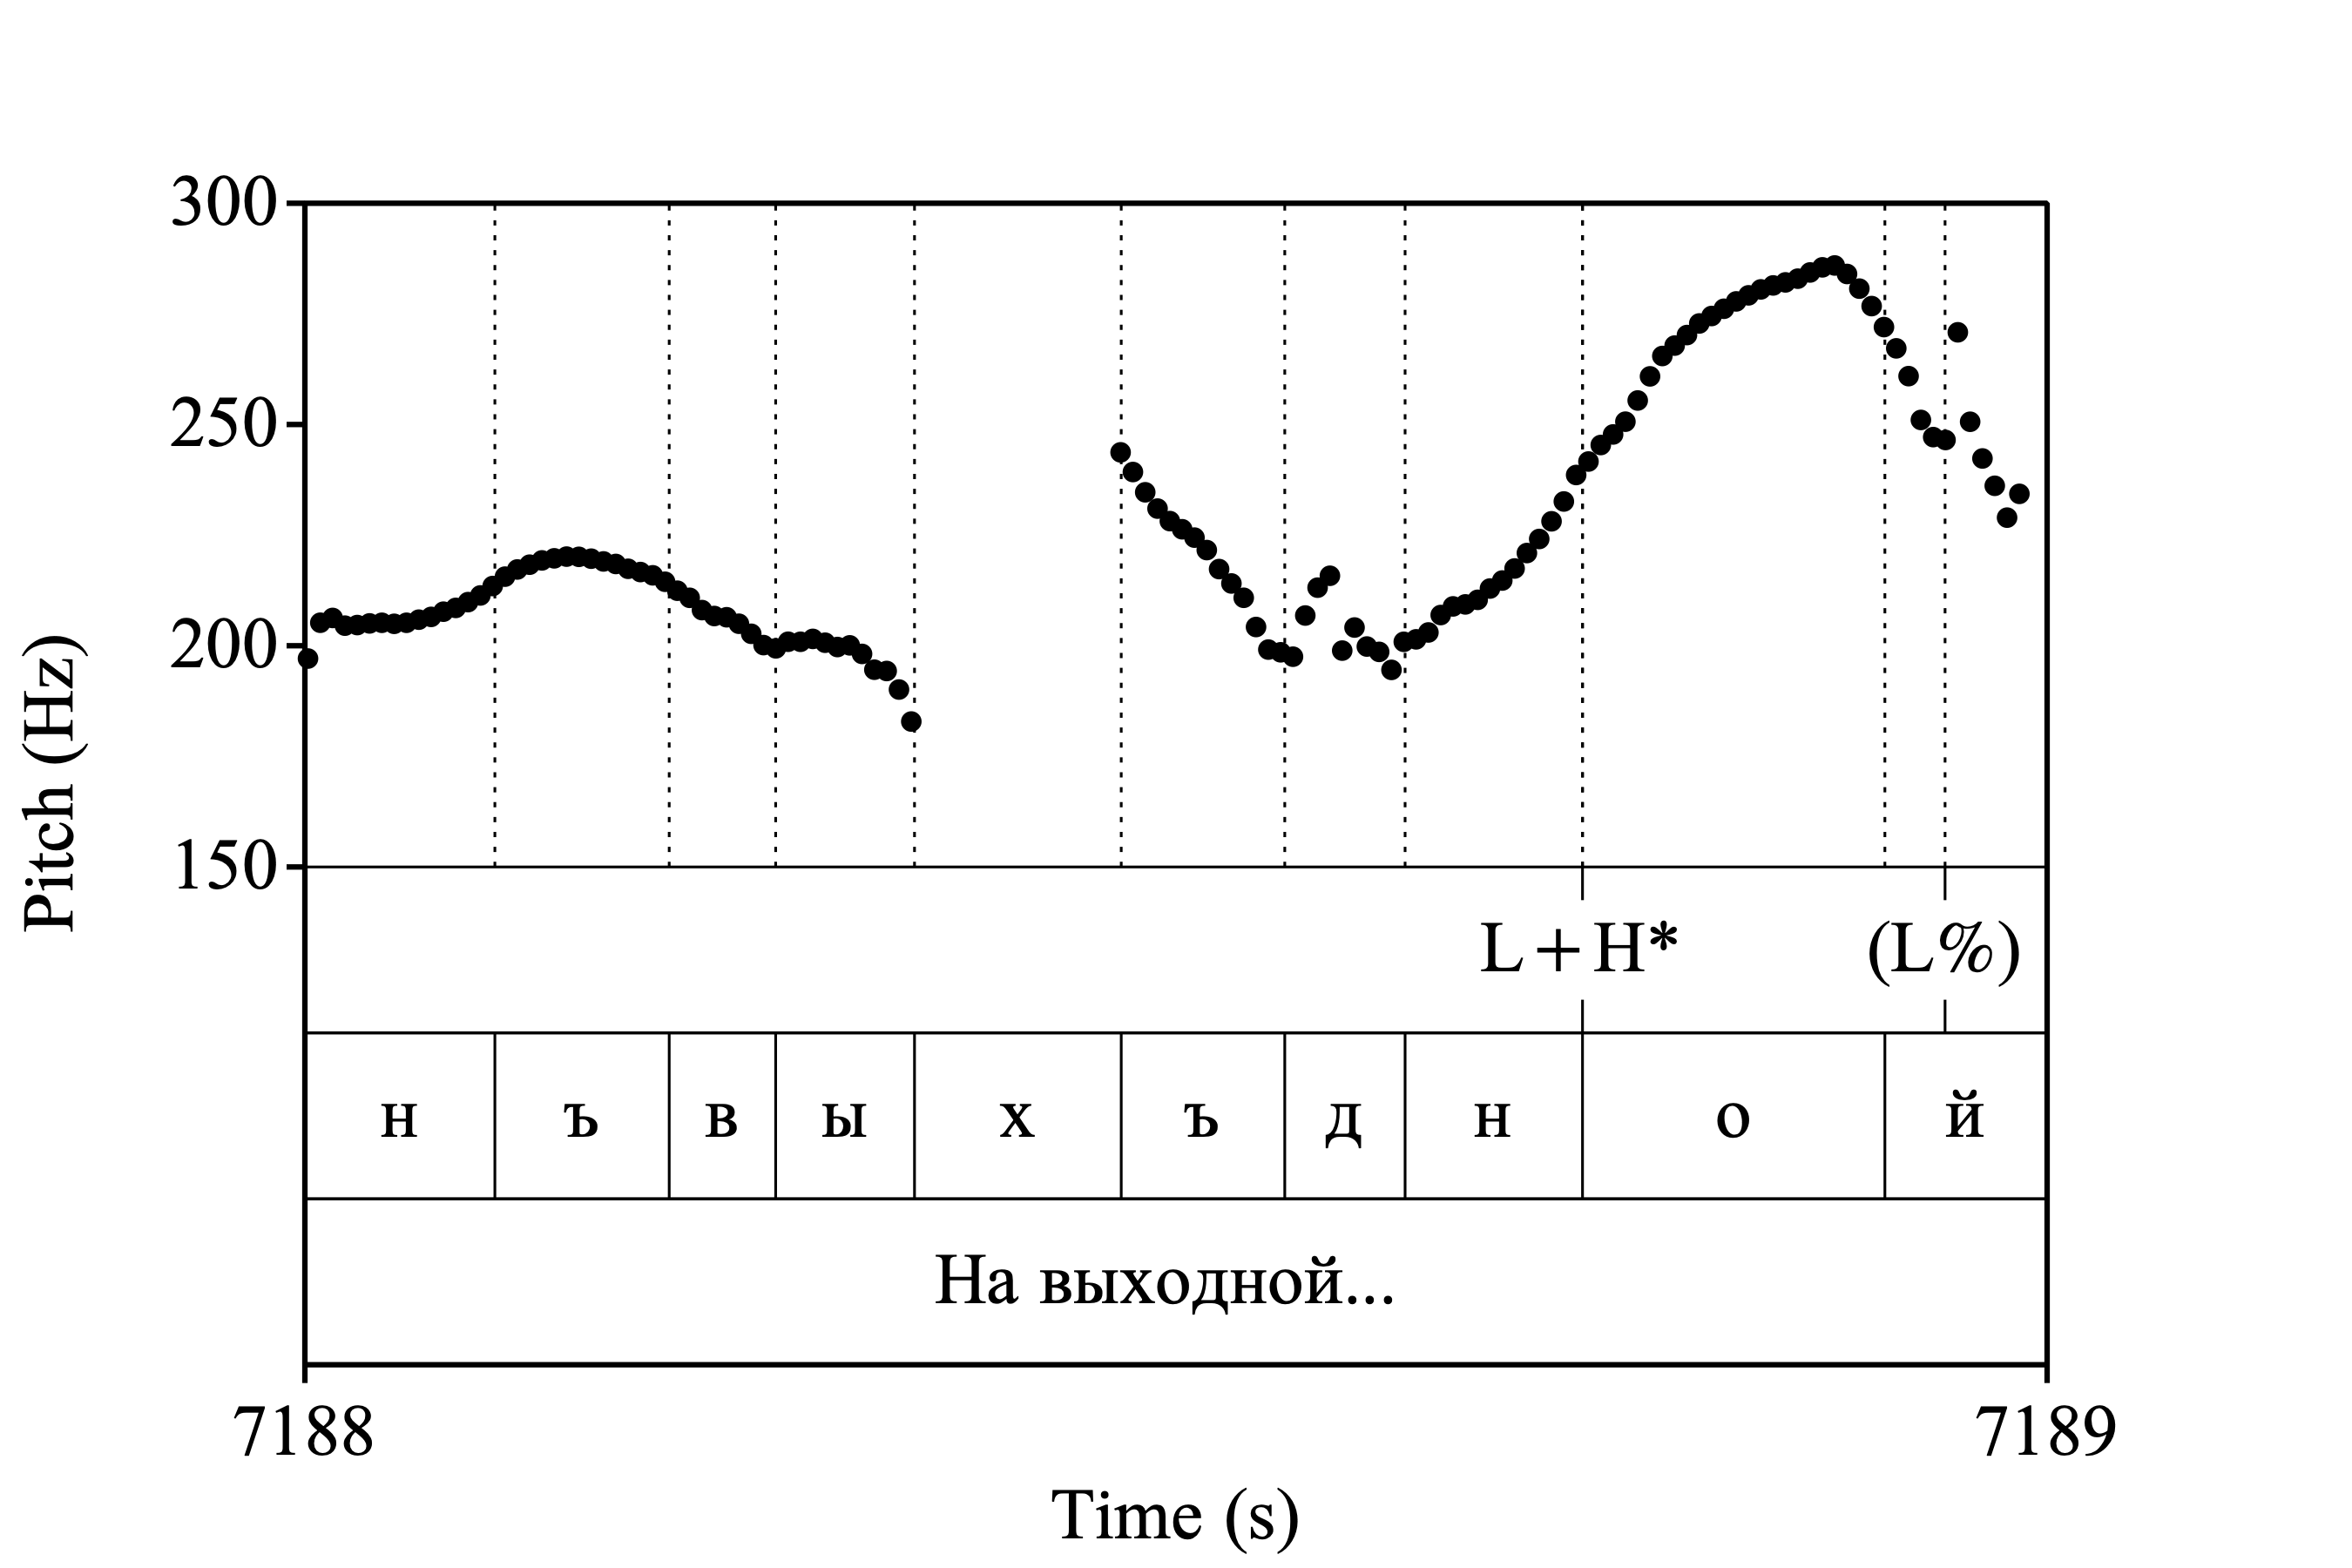 300
250
200
150
Pitch (Hz)
L+H* (L%)
н ъ в ы х ъ д н о й
На выходной...
7188 7189
Time (s)